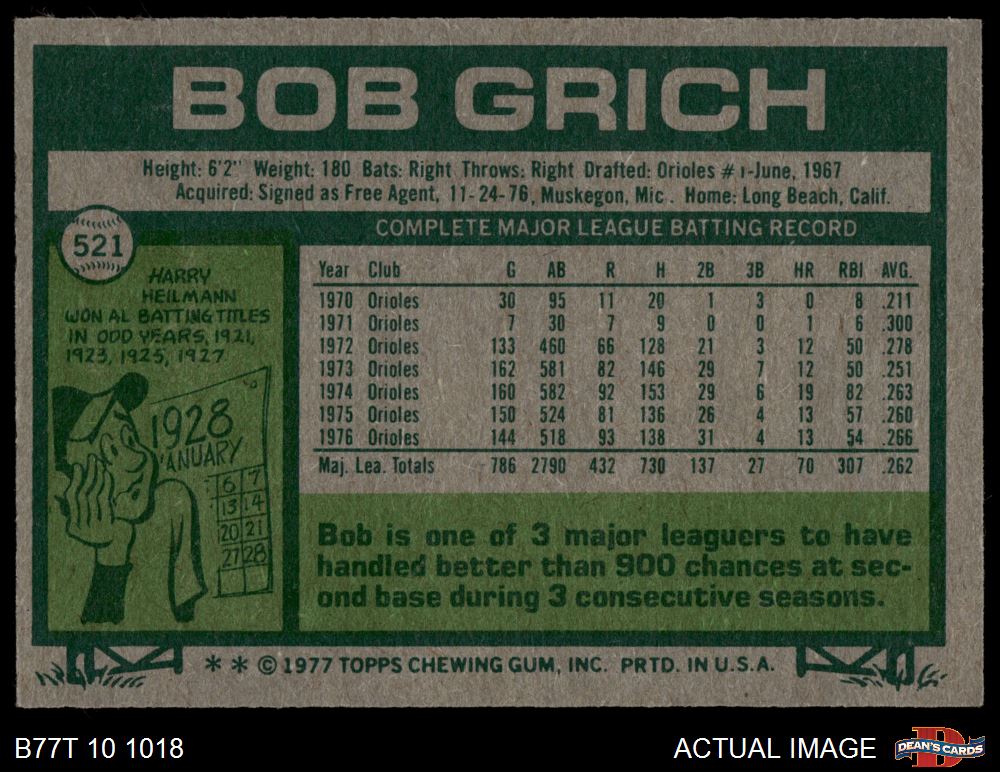 BOB GRICH
Height: 6'2" Weight: 180 Bats: Right Throws: Right Drafted: Orioles #1-June, 1967
Acquired: Signed as Free Agent, 11-24-76, Muskegon, Mic. Home: Long Beach, Calif.
521
HARRY
HEILMANN
WON AL BATTING TITLES
IN ODD YEARS, 1921,
1923, 1925, 1927.
1928
ANUARY
6 7
13 14
20 21
27 28
COMPLETE MAJOR LEAGUE BATTING RECORD
Year Club G AB R H 2B 3B HR RBI AVG.
1970 Orioles 30 95 11 20 1 3 0 8 .211
1971 Orioles 7 30 7 9 0 0 1 6 .300
1972 Orioles 133 460 66 128 21 3 12 50 .278
1973 Orioles 162 581 82 146 29 7 12 50 .251
1974 Orioles 160 582 92 153 29 6 19 82 .263
1975 Orioles 150 524 81 136 26 4 13 57 .260
1976 Orioles 144 518 93 138 31 4 13 54 .266
Maj. Lea. Totals 786 2790 432 730 137 27 70 307 .262
Bob is one of 3 major leaguers to have
handled better than 900 chances at sec-
ond base during 3 consecutive seasons.
* * © 1977 TOPPS CHEWING GUM, INC. PRTD. IN U.S.A.
B77T 10 1018
ACTUAL IMAGE
D
DEAN'S CARDS